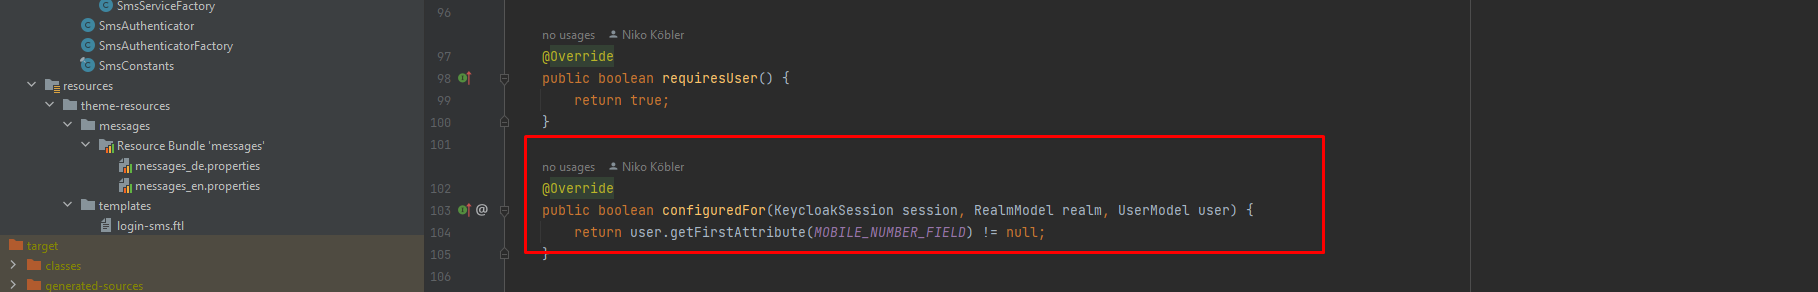 SmsServiceFactory
SmsAuthenticator
SmsAuthenticatorFactory
SmsConstants
resources
theme-resources
messages
Resource Bundle 'messages'
messages_de.properties
messages_en.properties
templates
login-sms.ftl
target
classes
generated-sources
96
no usages Niko Köbler
97 @Override
98 public boolean requiresUser() {
99 return true;
100 }
101
no usages Niko Köbler
102 @Override
103 @ public boolean configuredFor(KeycloakSession session, RealmModel realm, UserModel user) {
104 return user.getFirstAttribute(MOBILE_NUMBER_FIELD) != null;
105 }
106